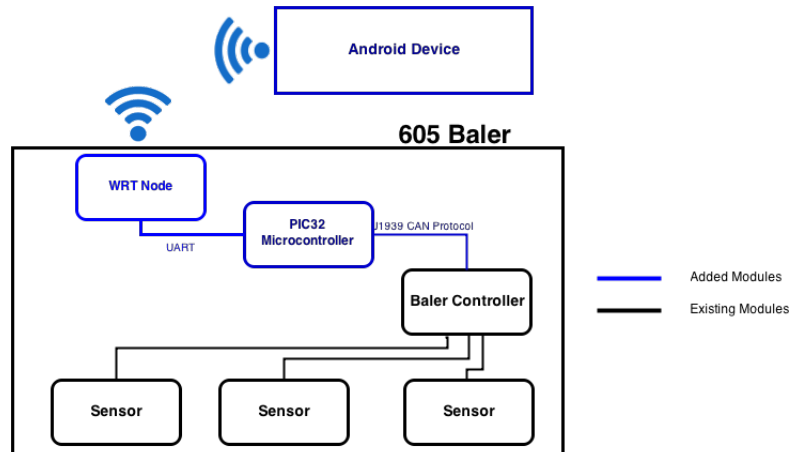 Android Device
605 Baler
WRT Node
PIC32
Microcontroller
J1939 CAN Protocol
UART
Baler Controller
Added Modules
Existing Modules
Sensor
Sensor
Sensor